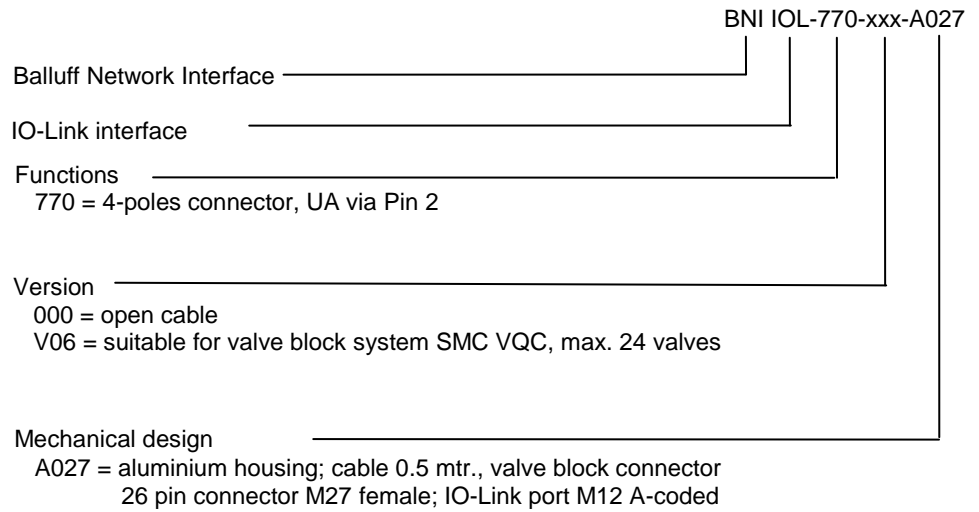 BNI IOL-770-xxx-A027
Balluff Network Interface
IO-Link interface
Functions
770 = 4-poles connector, UA via Pin 2
Version
000 = open cable
V06 = suitable for valve block system SMC VQC, max. 24 valves
Mechanical design
A027 = aluminium housing; cable 0.5 mtr., valve block connector
26 pin connector M27 female; IO-Link port M12 A-coded